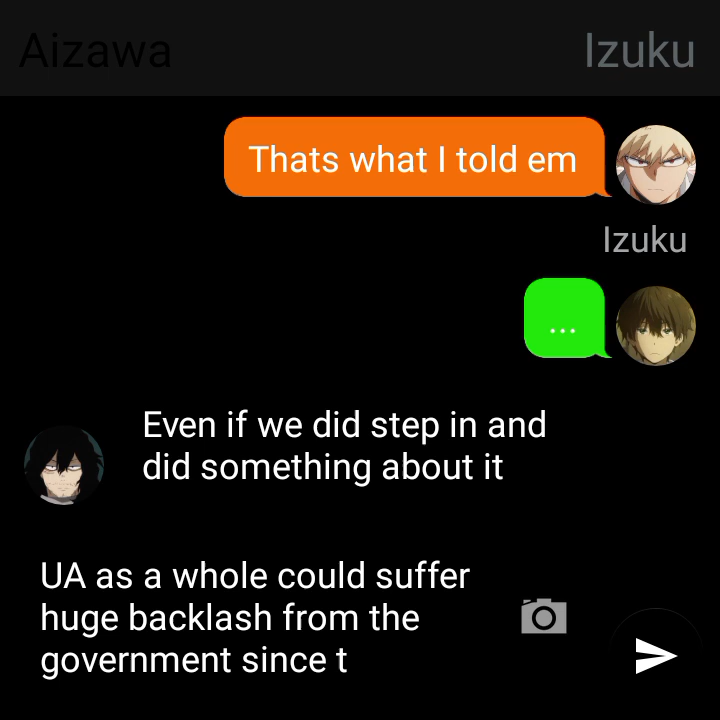 Aizawa
Izuku
Thats what I told em
Izuku
...
Even if we did step in and
did something about it
UA as a whole could suffer
huge backlash from the
government since t